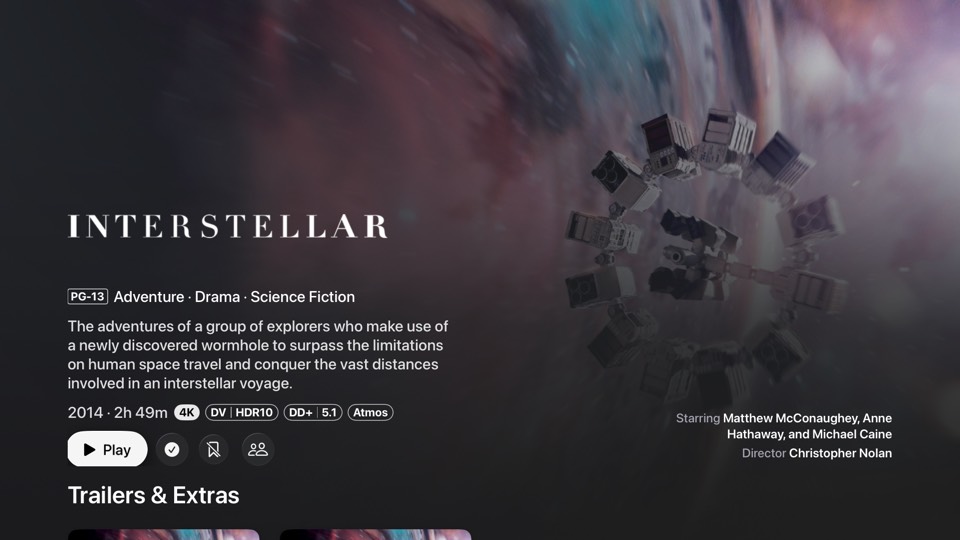 INTERSTELLAR
PG-13 Adventure · Drama · Science Fiction
The adventures of a group of explorers who make use of
a newly discovered wormhole to surpass the limitations
on human space travel and conquer the vast distances
involved in an interstellar voyage.
2014 · 2h 49m 4K DV | HDR10 DD+ | 5.1 Atmos
Starring Matthew McConaughey, Anne
Hathaway, and Michael Caine
Director Christopher Nolan
Play
Trailers & Extras